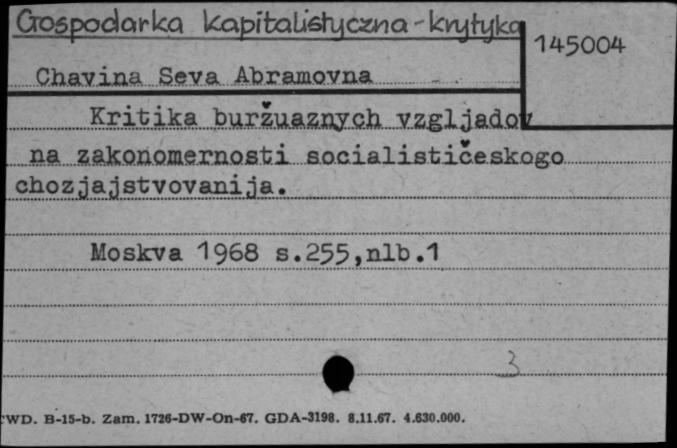 Gospodarka kapitalistyczna - krytyka
145004
Chavina Seva Abramovna
Kritika buržuaznych vzgljadov
na zakonomernosti socialističeskogo
chozjajstvovanija.
Moskva 1968 s.255,nlb.1
3
WD. B-15-b. Zam. 1726-DW-On-67. GDA-3198. 8.11.67. 4.630.000.